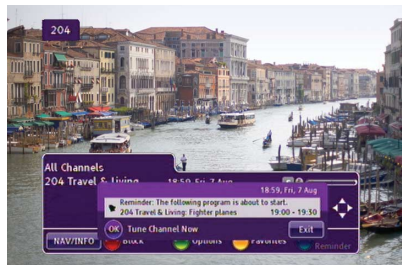 204
All Channels
204 Travel & Living 18:59, Fri, 7 Aug
18:59, Fri, 7 Aug
Reminder: The following program is about to start.
204 Travel & Living: Fighter planes 19:00 - 19:30
OK Tune Channel Now Exit
NAV/INFO Block Options Favorites Reminder